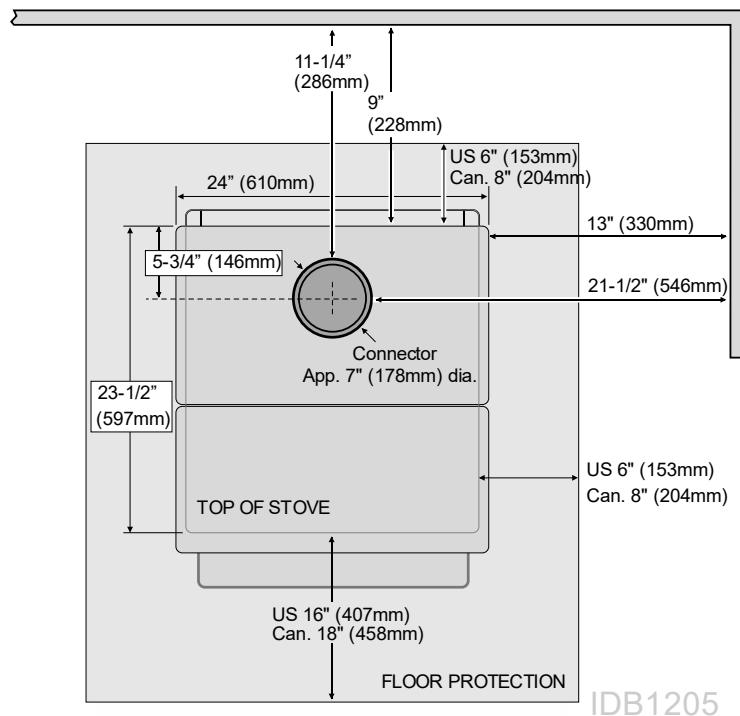 11-1/4”
(286mm)
9”
(228mm)
US 6" (153mm)
Can. 8" (204mm)
24” (610mm)
13" (330mm)
5-3/4” (146mm)
21-1/2" (546mm)
Connector
App. 7" (178mm) dia.
23-1/2”
(597mm)
US 6" (153mm)
Can. 8" (204mm)
TOP OF STOVE
US 16" (407mm)
Can. 18" (458mm)
FLOOR PROTECTION
IDB1205